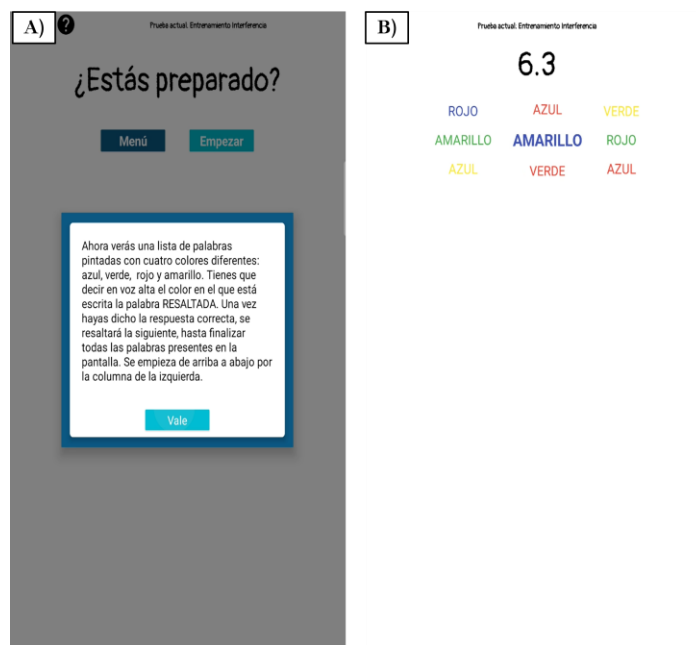 A)
?
Prueba actual. Entrenamiento Interferencia
¿Estás preparado?
Menú Empezar
Ahora verás una lista de palabras
pintadas con cuatro colores diferentes:
azul, verde, rojo y amarillo. Tienes que
decir en voz alta el color en el que está
escrita la palabra RESALTADA. Una vez
hayas dicho la respuesta correcta, se
resaltará la siguiente, hasta finalizar
todas las palabras presentes en la
pantalla. Se empieza de arriba a abajo por
la columna de la izquierda.
Vale
B)
Prueba actual. Entrenamiento Interferencia
6.3
ROJO AZUL VERDE
AMARILLO AMARILLO ROJO
AZUL VERDE AZUL